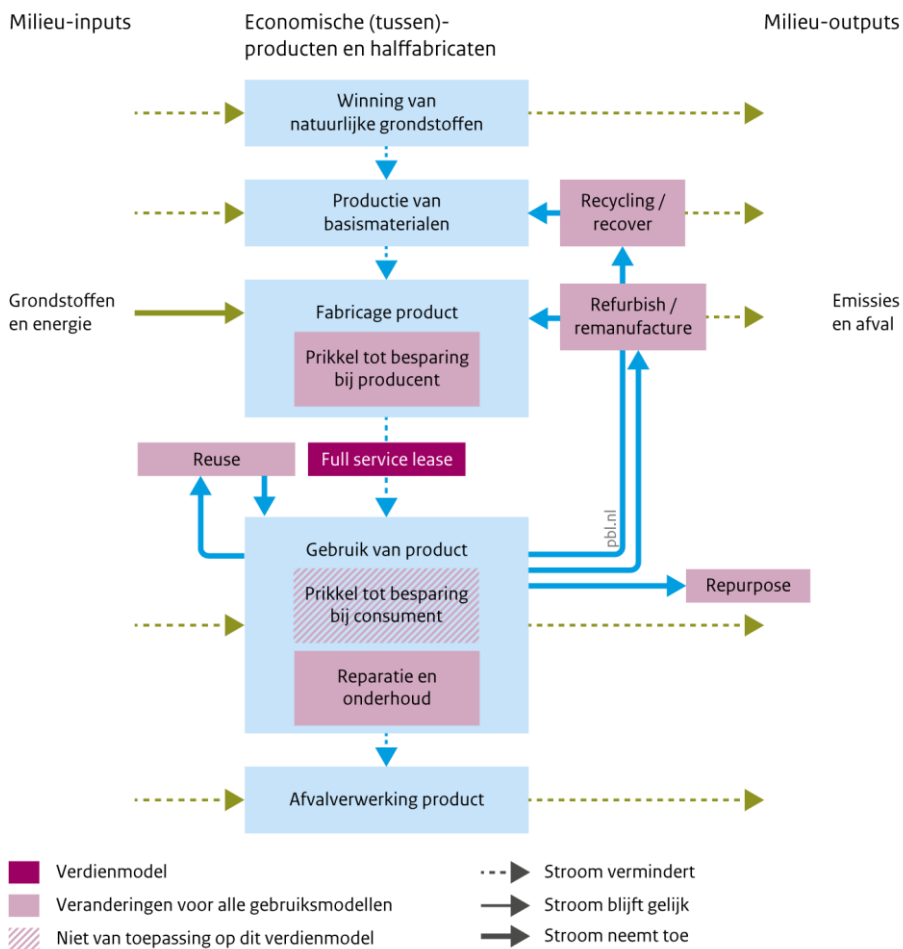 Milieu-inputs
Economische (tussen)-
producten en halffabricaten
Milieu-outputs
Winning van
natuurlijke grondstoffen
Productie van
basismaterialen
Recycling /
recover
Grondstoffen
en energie
Fabricage product
Refurbish /
remanufacture
Emissies
en afval
Prikkel tot besparing
bij producent
Reuse
Full service lease
pbl.nl
Gebruik van product
Prikkel tot besparing
bij consument
Repurpose
Reparatie en
onderhoud
Afvalverwerking product
Verdienmodel
Veranderingen voor alle gebruiksmodellen
Niet van toepassing op dit verdienmodel
Stroom vermindert
Stroom blijft gelijk
Stroom neemt toe